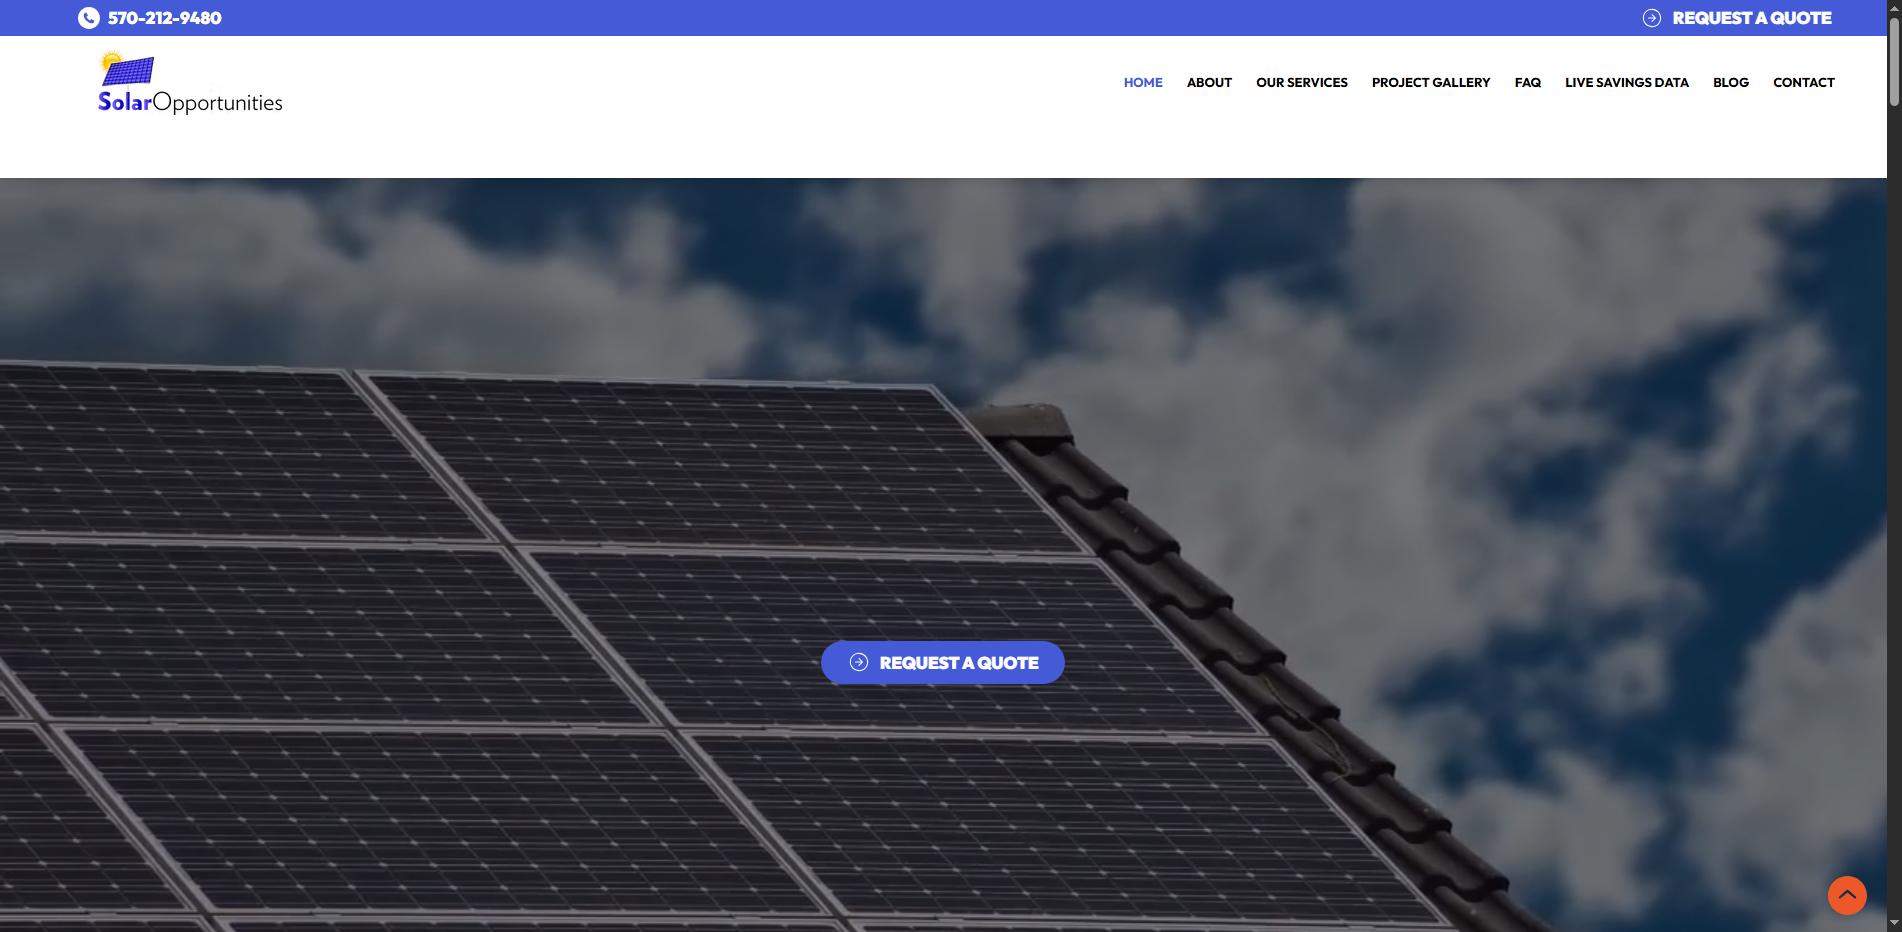 570-212-9480
REQUEST A QUOTE
SolarOpportunities
HOME ABOUT OUR SERVICES PROJECT GALLERY FAQ LIVE SAVINGS DATA BLOG CONTACT
REQUEST A QUOTE